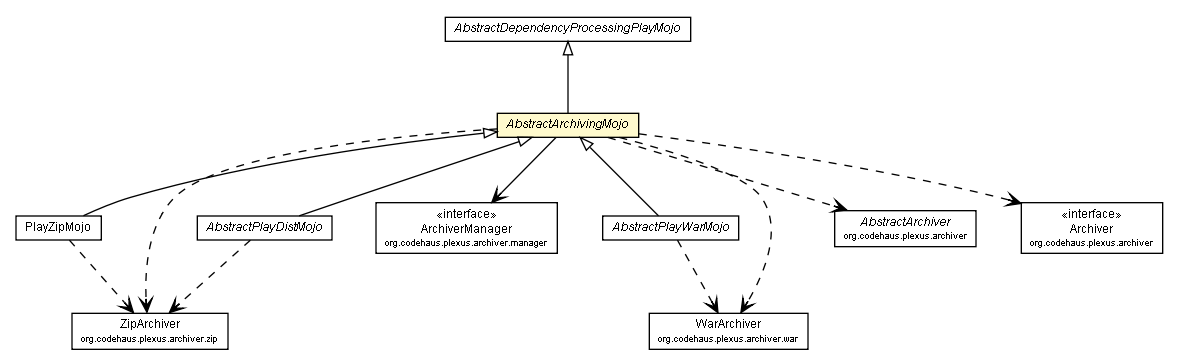 AbstractDependencyProcessingPlayMojo
AbstractArchivingMojo
PlayZipMojo
AbstractPlayDistMojo
«interface»
ArchiverManager
org.codehaus.plexus.archiver.manager
AbstractPlayWarMojo
AbstractArchiver
org.codehaus.plexus.archiver
«interface»
Archiver
org.codehaus.plexus.archiver
ZipArchiver
org.codehaus.plexus.archiver.zip
WarArchiver
org.codehaus.plexus.archiver.war